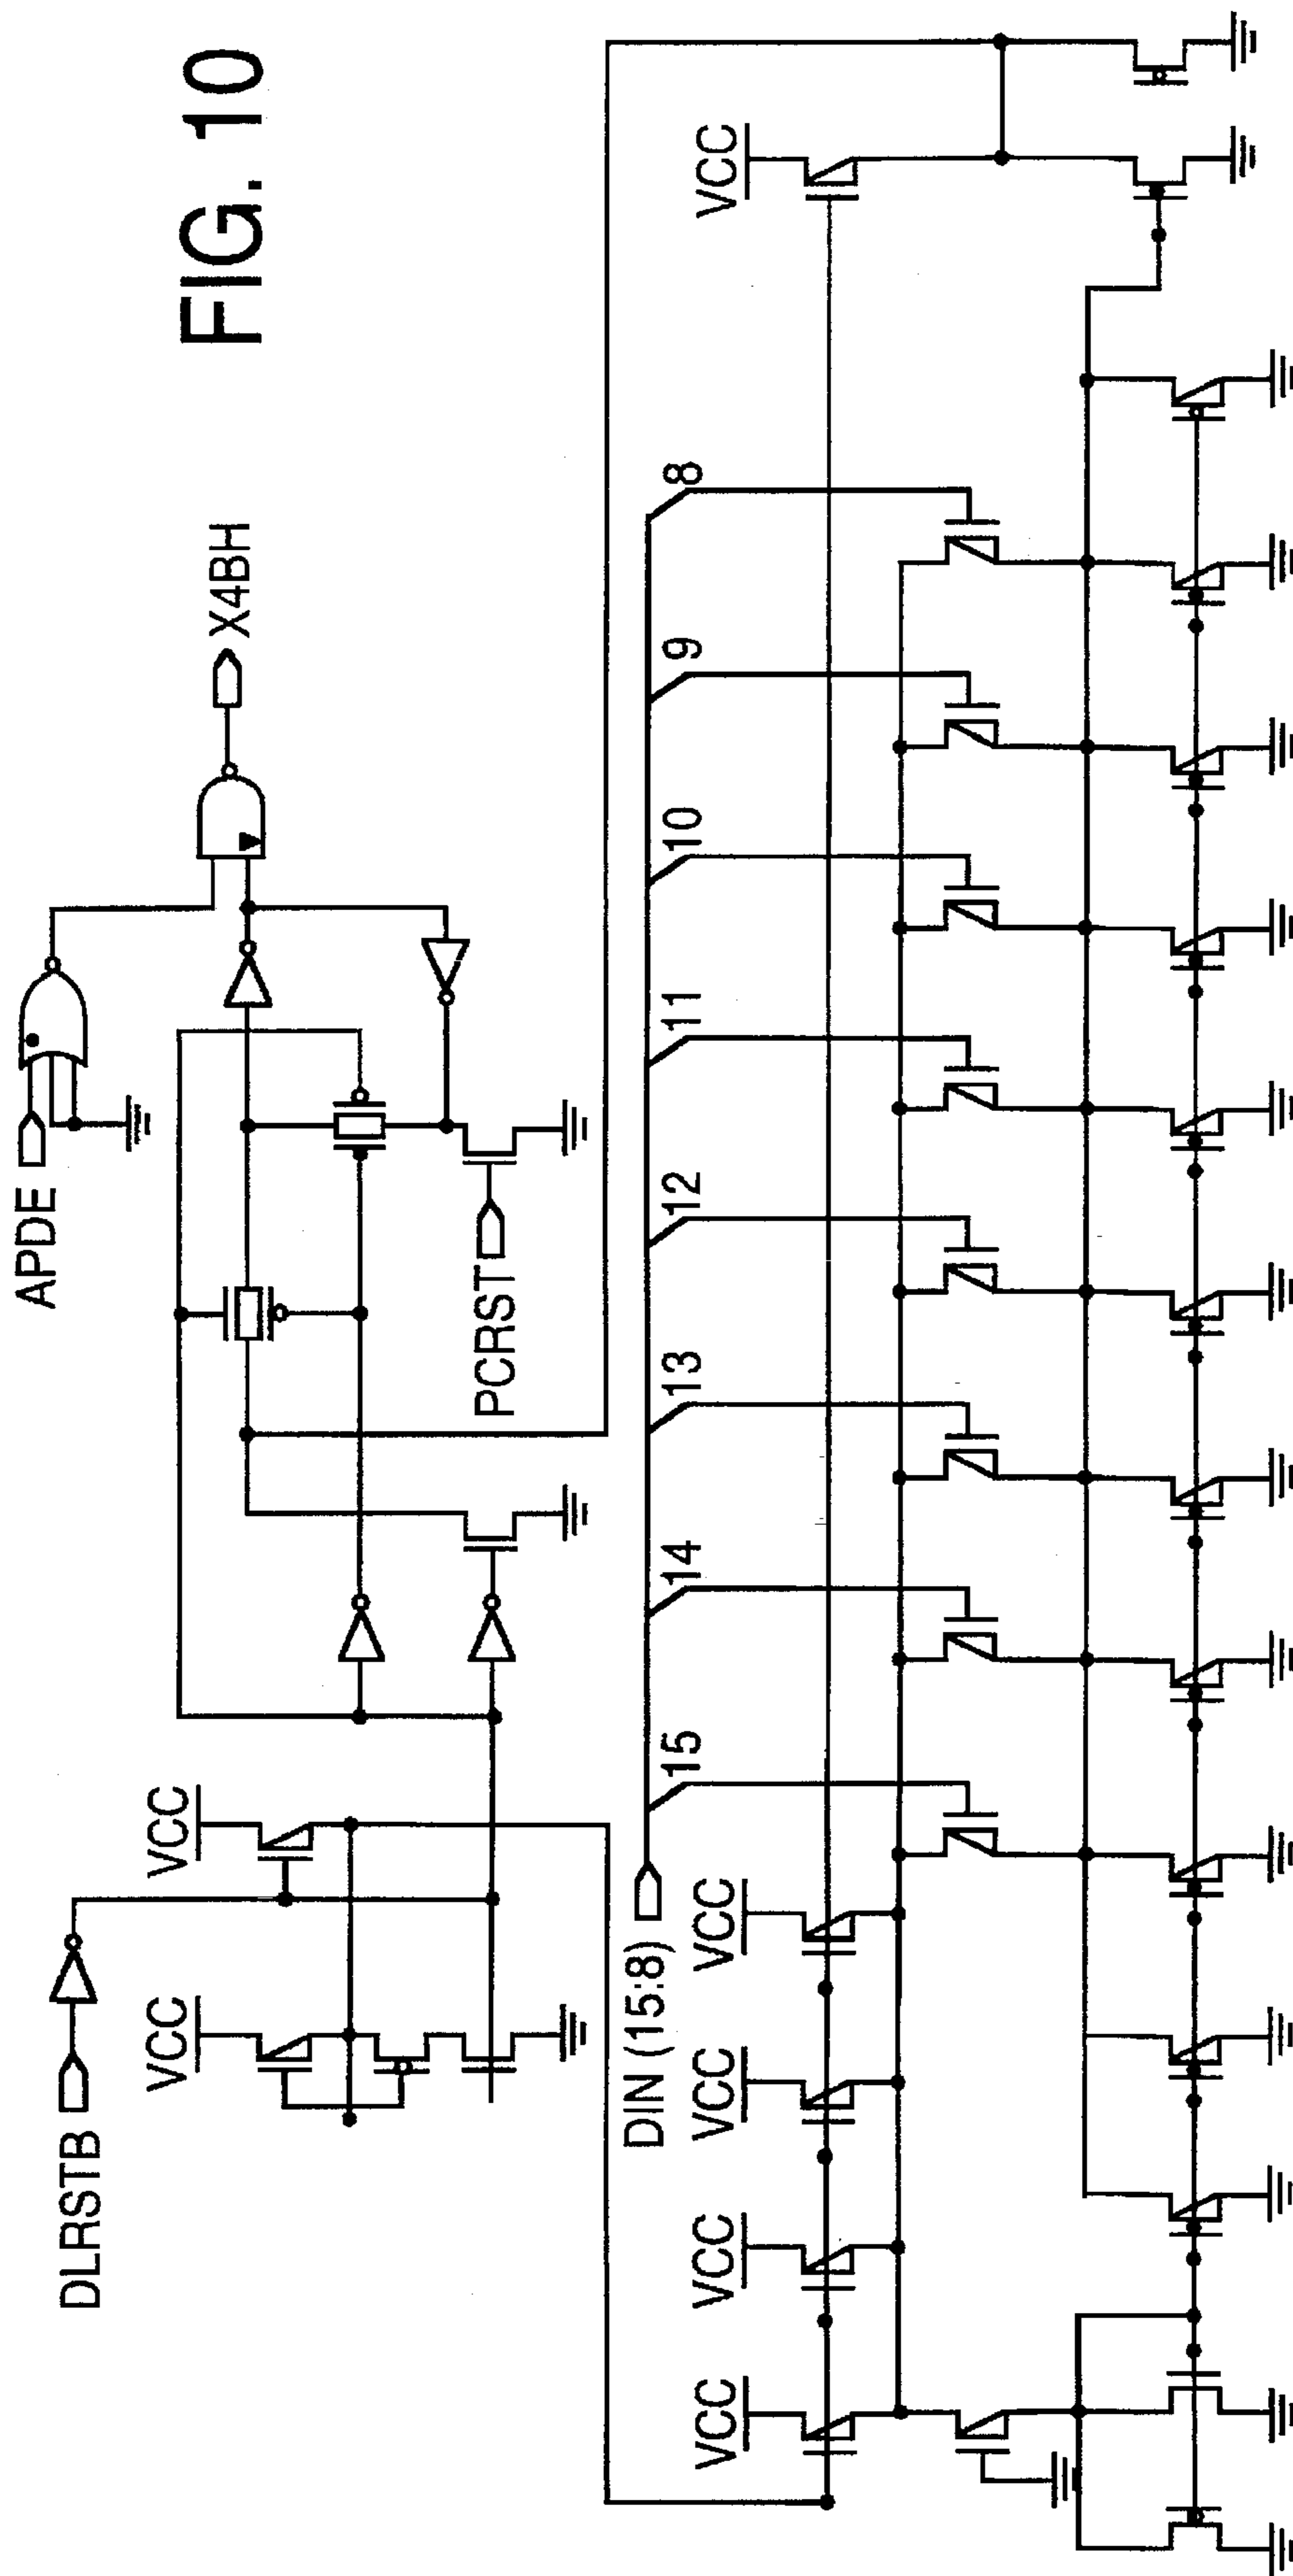 FIG. 10
APDE
X4BH
PCRST
DLRSTB
VCC
VCC
DIN (15:8)
15
14
13
12
11
10
9
8
VCC
VCC
VCC
VCC
VCC